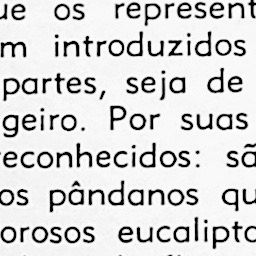 ue os represent
m introduzidos
partes, seja de
geiro. Por suas
reconhecidos: sã
os pândanos qu
orosos eucalipto